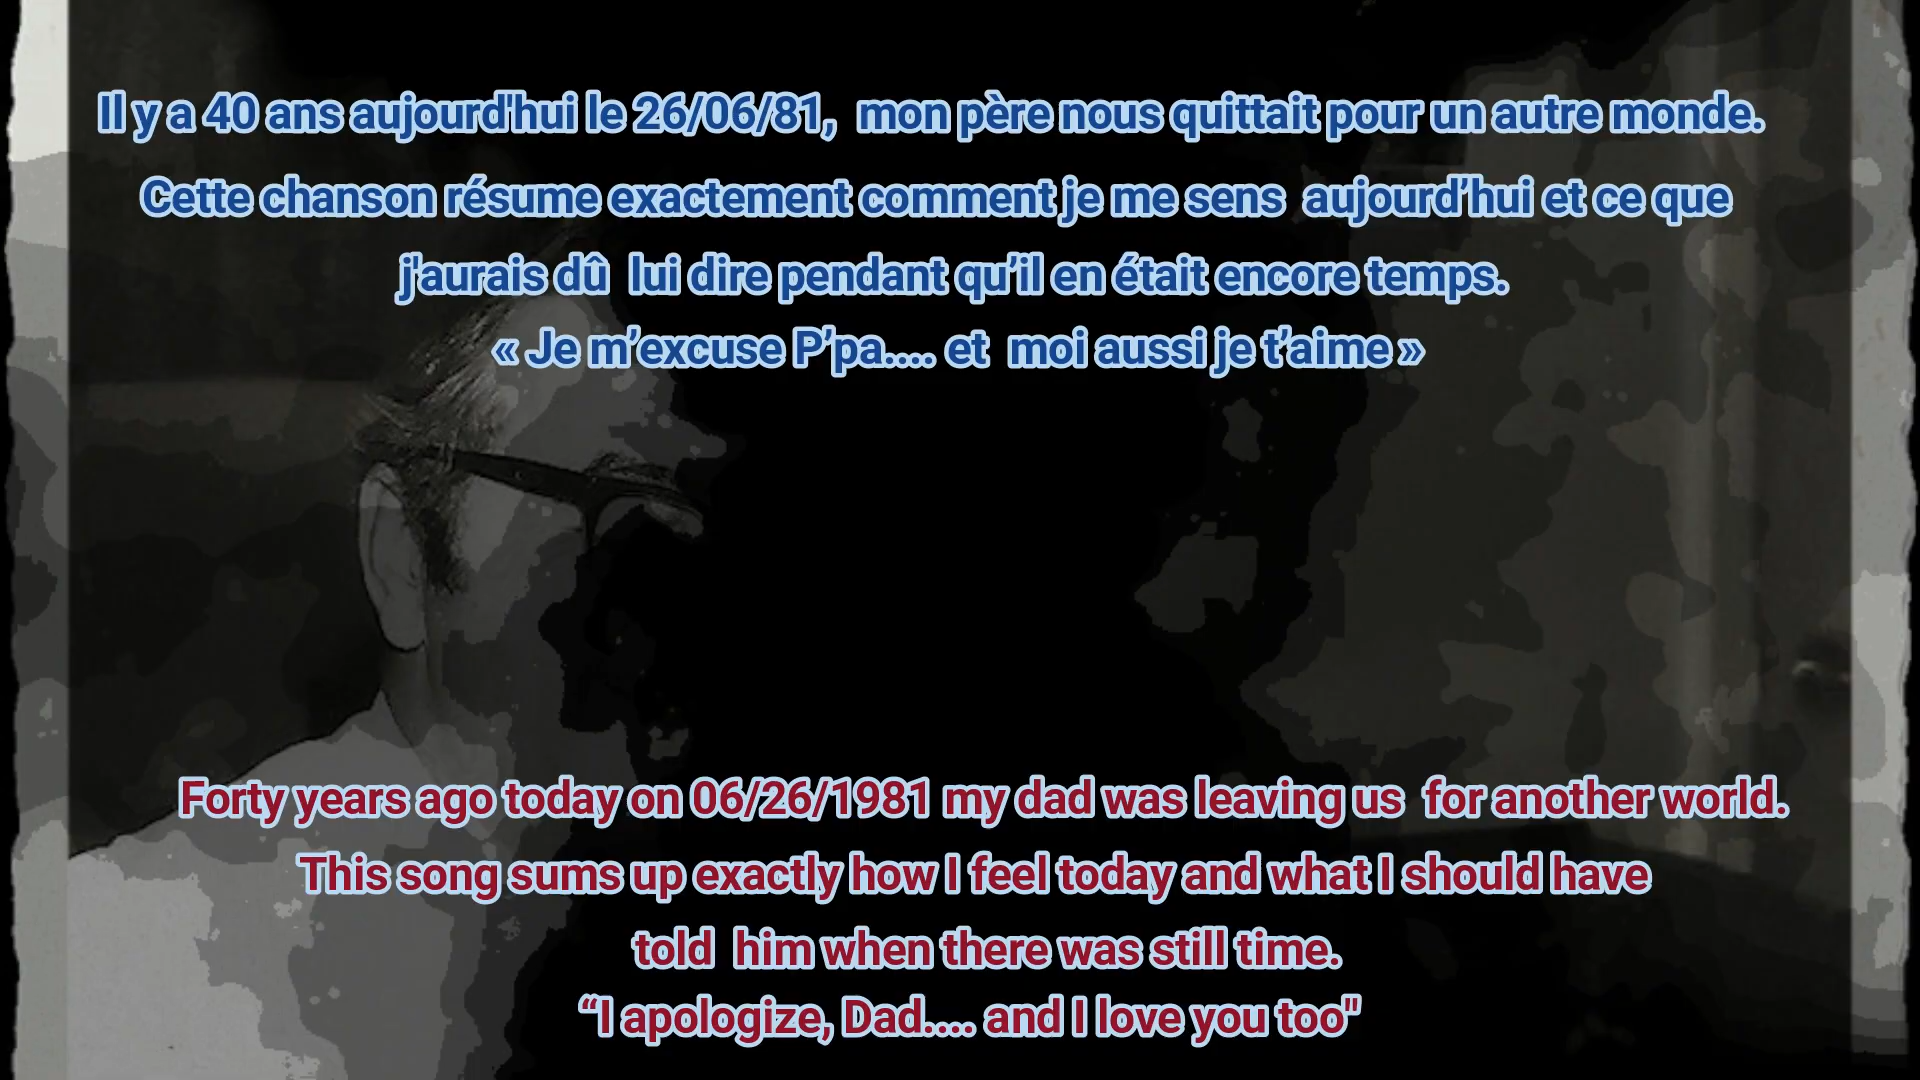 Il y a 40 ans aujourd'hui le 26/06/81, mon père nous quittait pour un autre monde.
Cette chanson résume exactement comment je me sens aujourd’hui et ce que
j'aurais dû lui dire pendant qu’il en était encore temps.
« Je m’excuse P’pa.... et moi aussi je t’aime »
Forty years ago today on 06/26/1981 my dad was leaving us for another world.
This song sums up exactly how I feel today and what I should have
told him when there was still time.
“I apologize, Dad.... and I love you too"